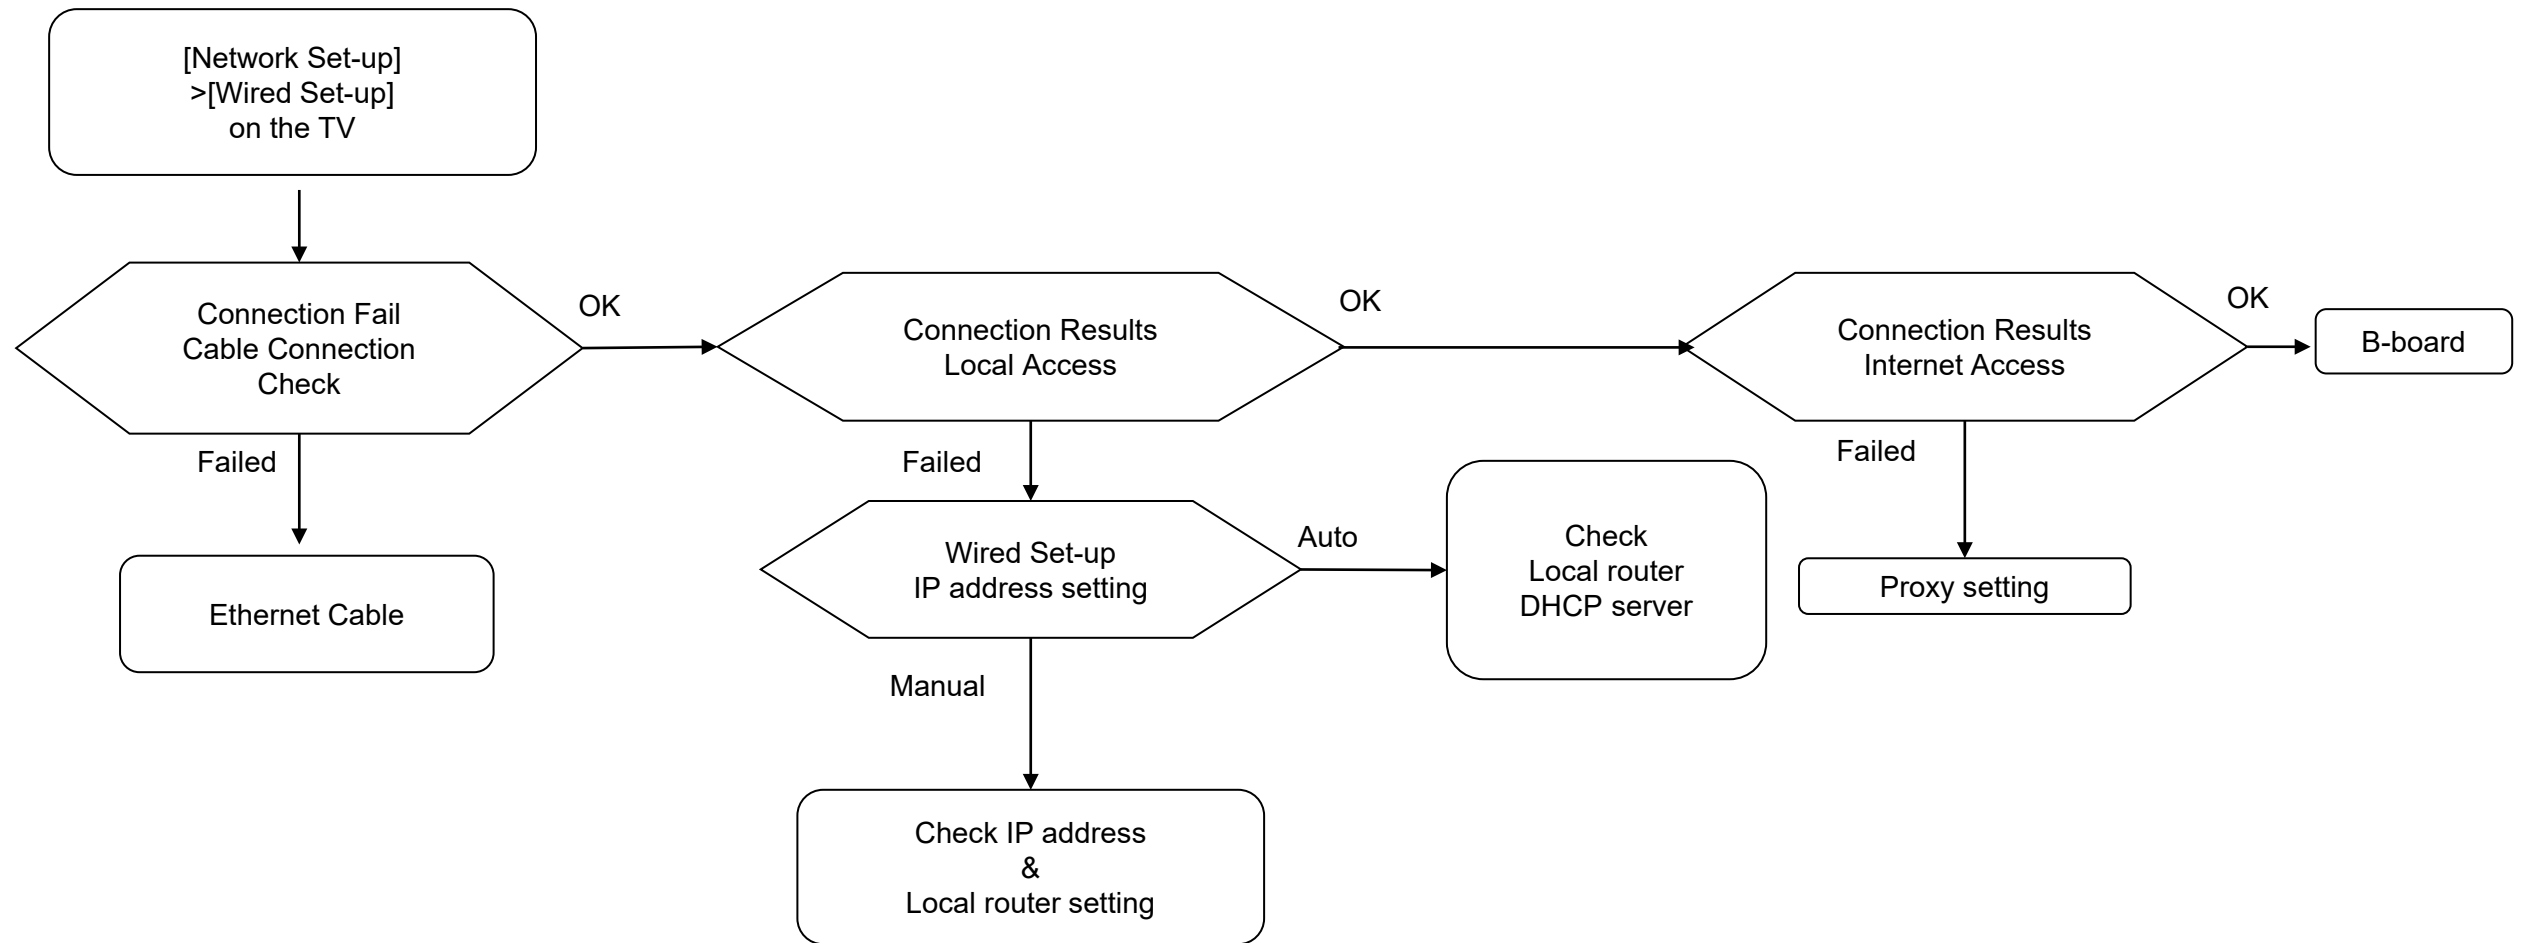 [Network Set-up]
>[Wired Set-up]
on the TV
Connection Fail
Cable Connection
Check
OK
Connection Results
Local Access
OK
Connection Results
Internet Access
OK
B-board
Failed
Ethernet Cable
Failed
Wired Set-up
IP address setting
Auto
Check
Local router
DHCP server
Failed
Proxy setting
Manual
Check IP address
&
Local router setting